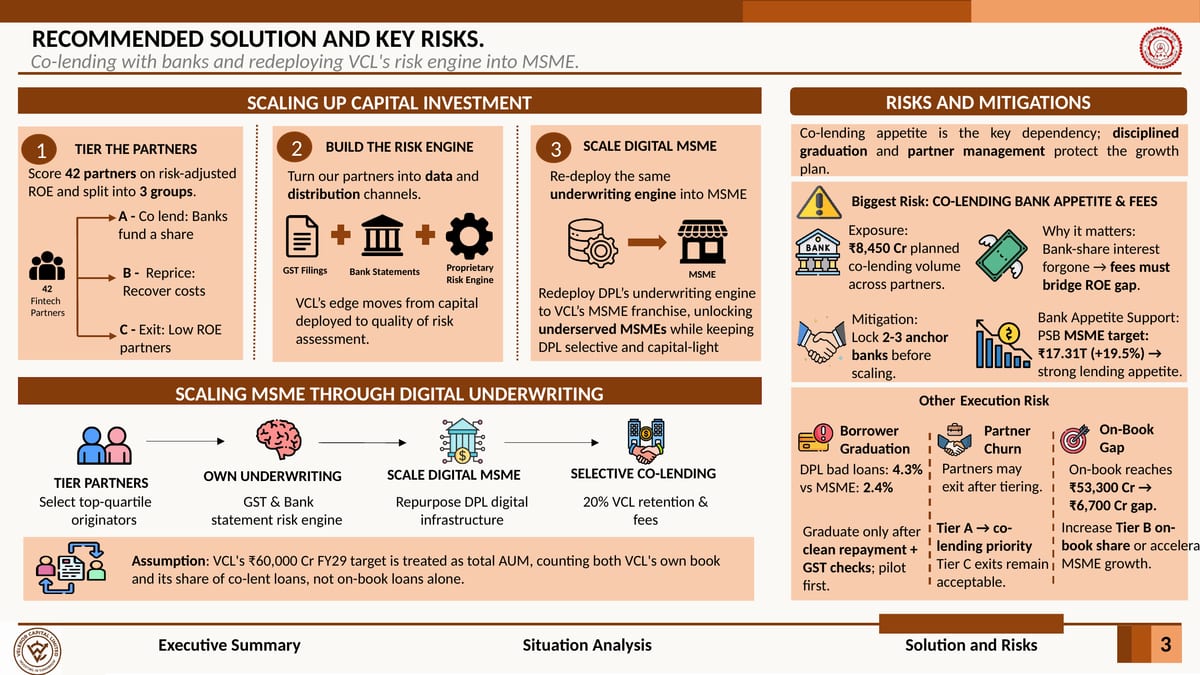 RECOMMENDED SOLUTION AND KEY RISKS.
Co-lending with banks and redeploying VCL's risk engine into MSME.
SCALING UP CAPITAL INVESTMENT
1
TIER THE PARTNERS
Score 42 partners on risk-adjusted
ROE and split into 3 groups.
A - Co lend: Banks
fund a share
B - Reprice:
Recover costs
C - Exit: Low ROE
partners
42
Fintech
Partners
2
BUILD THE RISK ENGINE
Turn our partners into data and
distribution channels.
GST Filings
Bank Statements
Proprietary
Risk Engine
VCL's edge moves from capital
deployed to quality of risk
assessment.
3
SCALE DIGITAL MSME
Re-deploy the same
underwriting engine into MSME
MSME
Redeploy DPL's underwriting engine
to VCL's MSME franchise, unlocking
underserved MSMEs while keeping
DPL selective and capital-light
SCALING MSME THROUGH DIGITAL UNDERWRITING
TIER PARTNERS
Select top-quartile
originators
OWN UNDERWRITING
GST & Bank
statement risk engine
SCALE DIGITAL MSME
Repurpose DPL digital
infrastructure
SELECTIVE CO-LENDING
20% VCL retention &
fees
Assumption: VCL's ₹60,000 Cr FY29 target is treated as total AUM, counting both VCL's own book
and its share of co-lent loans, not on-book loans alone.
RISKS AND MITIGATIONS
Co-lending appetite is the key dependency; disciplined
graduation and partner management protect the growth
plan.
Biggest Risk: CO-LENDING BANK APPETITE & FEES
BANK
Exposure:
₹8,450 Cr planned
co-lending volume
across partners.
Why it matters:
Bank-share interest
forgone → fees must
bridge ROE gap.
Mitigation:
Lock 2-3 anchor
banks before
scaling.
Bank Appetite Support:
PSB MSME target:
₹17.31T (+19.5%) →
strong lending appetite.
Other Execution Risk
Borrower
Graduation
DPL bad loans: 4.3%
vs MSME: 2.4%
Graduate only after
clean repayment +
GST checks; pilot
first.
Partner
Churn
Partners may
exit after tiering.
Tier A → co-
lending priority
Tier C exits remain
acceptable.
On-Book
Gap
On-book reaches
₹53,300 Cr →
₹6,700 Cr gap.
Increase Tier B on-
book share or accelera
MSME growth.
Executive Summary
Situation Analysis
Solution and Risks
3